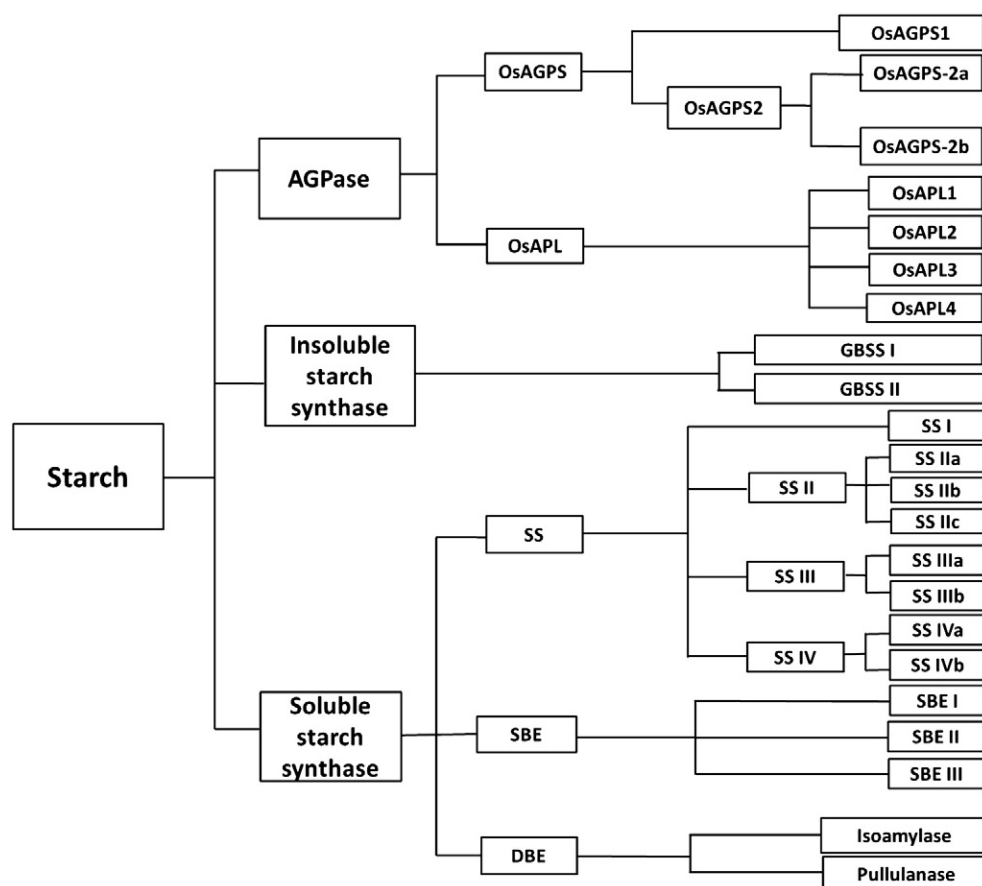 OsAGPS1
OsAGPS
OsAGPS-2a
OsAGPS2
OsAGPS-2b
AGPase
OsAPL1
OsAPL2
OsAPL
OsAPL3
OsAPL4
Insoluble
starch
synthase
GBSS I
GBSS II
Starch
SS I
SS IIa
SS II
SS IIb
SS IIc
SS
SS IIIa
SS III
SS IIIb
SS IVa
SS IV
SS IVb
Soluble
starch
synthase
SBE I
SBE
SBE II
SBE III
Isoamylase
DBE
Pullulanase